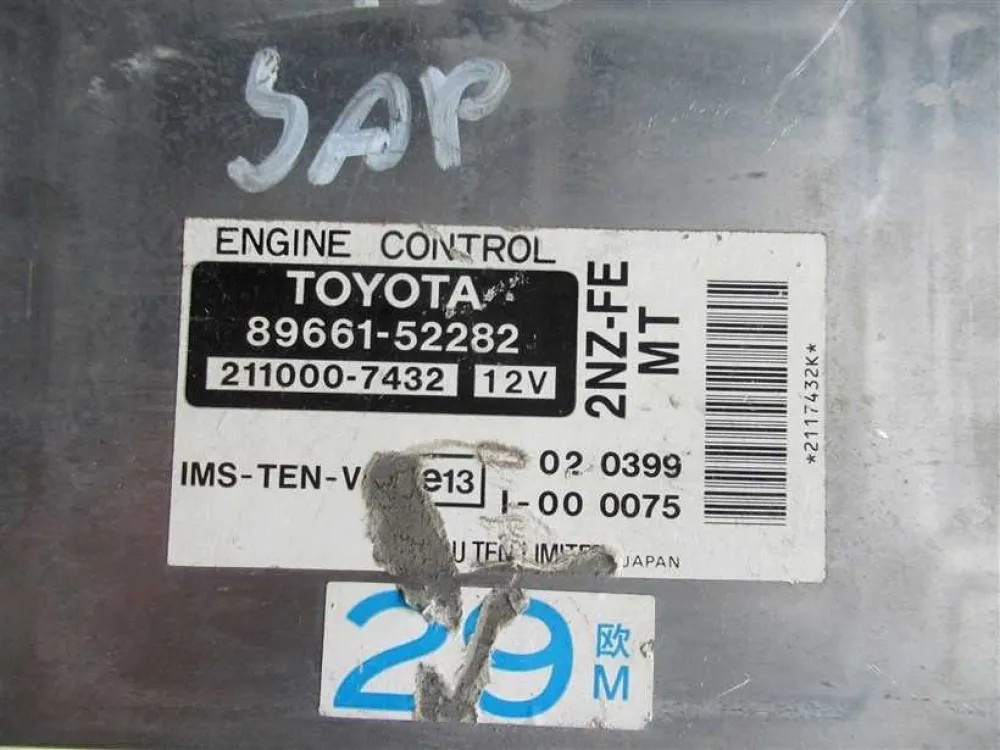 SAP
ENGINE CONTROL
TOYOTA
89661-52282
211000-7432 12V
2NZ-FE
MT
*2117432K*
IMS-TEN-V
e13
02 0399
I-00 0075
TEN LIMITED JAPAN
29 欧
M